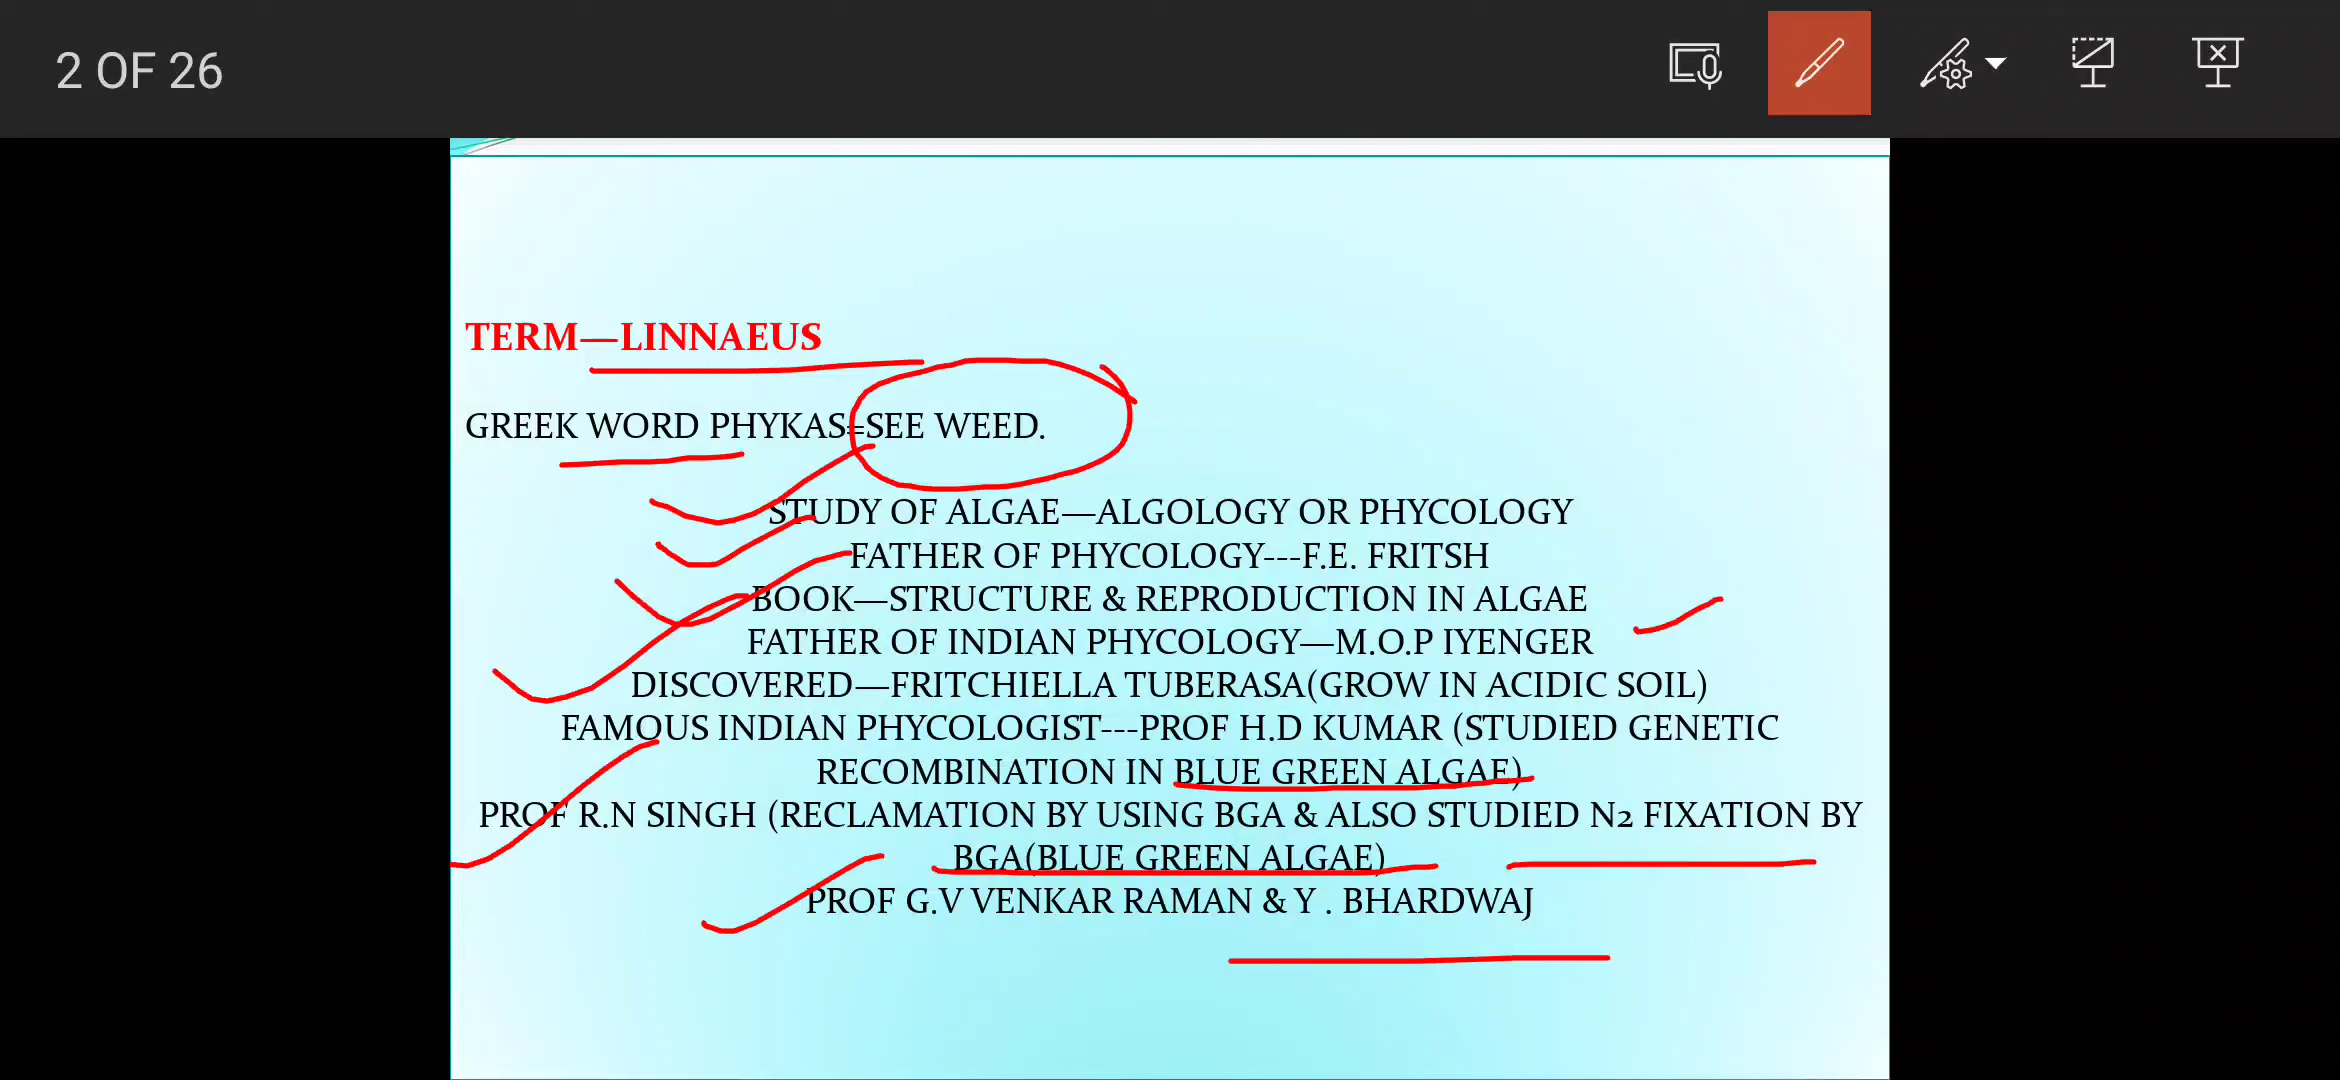 2 OF 26
TERM—LINNAEUS
GREEK WORD PHYKAS=SEE WEED.
STUDY OF ALGAE—ALGOLOGY OR PHYCOLOGY
FATHER OF PHYCOLOGY---F.E. FRITSH
BOOK—STRUCTURE & REPRODUCTION IN ALGAE
FATHER OF INDIAN PHYCOLOGY—M.O.P IYENGER
DISCOVERED—FRITCHIELLA TUBERASA(GROW IN ACIDIC SOIL)
FAMOUS INDIAN PHYCOLOGIST---PROF H.D KUMAR (STUDIED GENETIC
RECOMBINATION IN BLUE GREEN ALGAE)
PROF R.N SINGH (RECLAMATION BY USING BGA & ALSO STUDIED N2 FIXATION BY
BGA(BLUE GREEN ALGAE)
PROF G.V VENKAR RAMAN & Y . BHARDWAJ